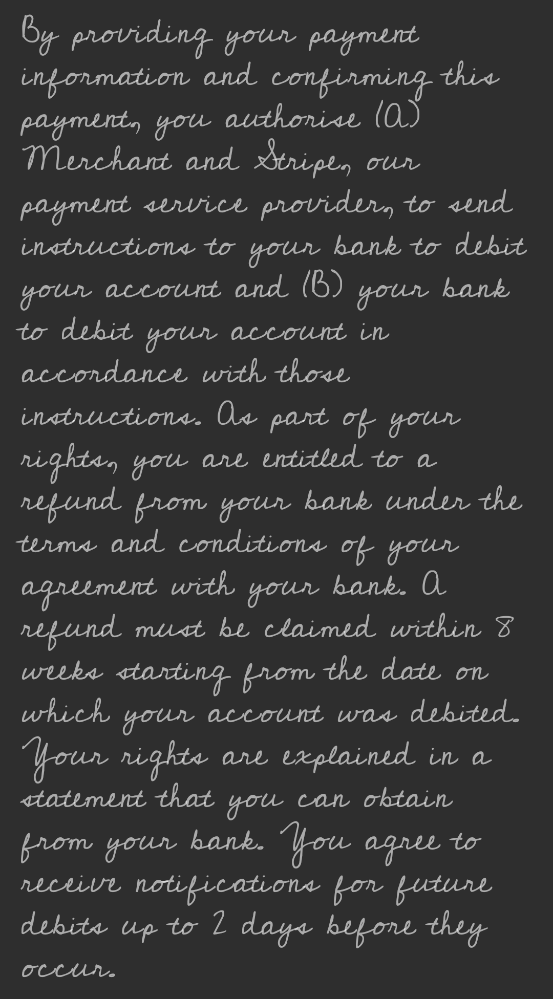 By providing your payment
information and confirming this
payment, you authorise (A)
Merchant and Stripe, our
payment service provider, to send
instructions to your bank to debit
your account and (B) your bank
to debit your account in
accordance with those
instructions. As part of your
rights, you are entitled to a
refund from your bank under the
terms and conditions of your
agreement with your bank. A
refund must be claimed within 8
weeks starting from the date on
which your account was debited.
Your rights are explained in a
statement that you can obtain
from your bank. You agree to
receive notifications for future
debits up to 2 days before they
occur.